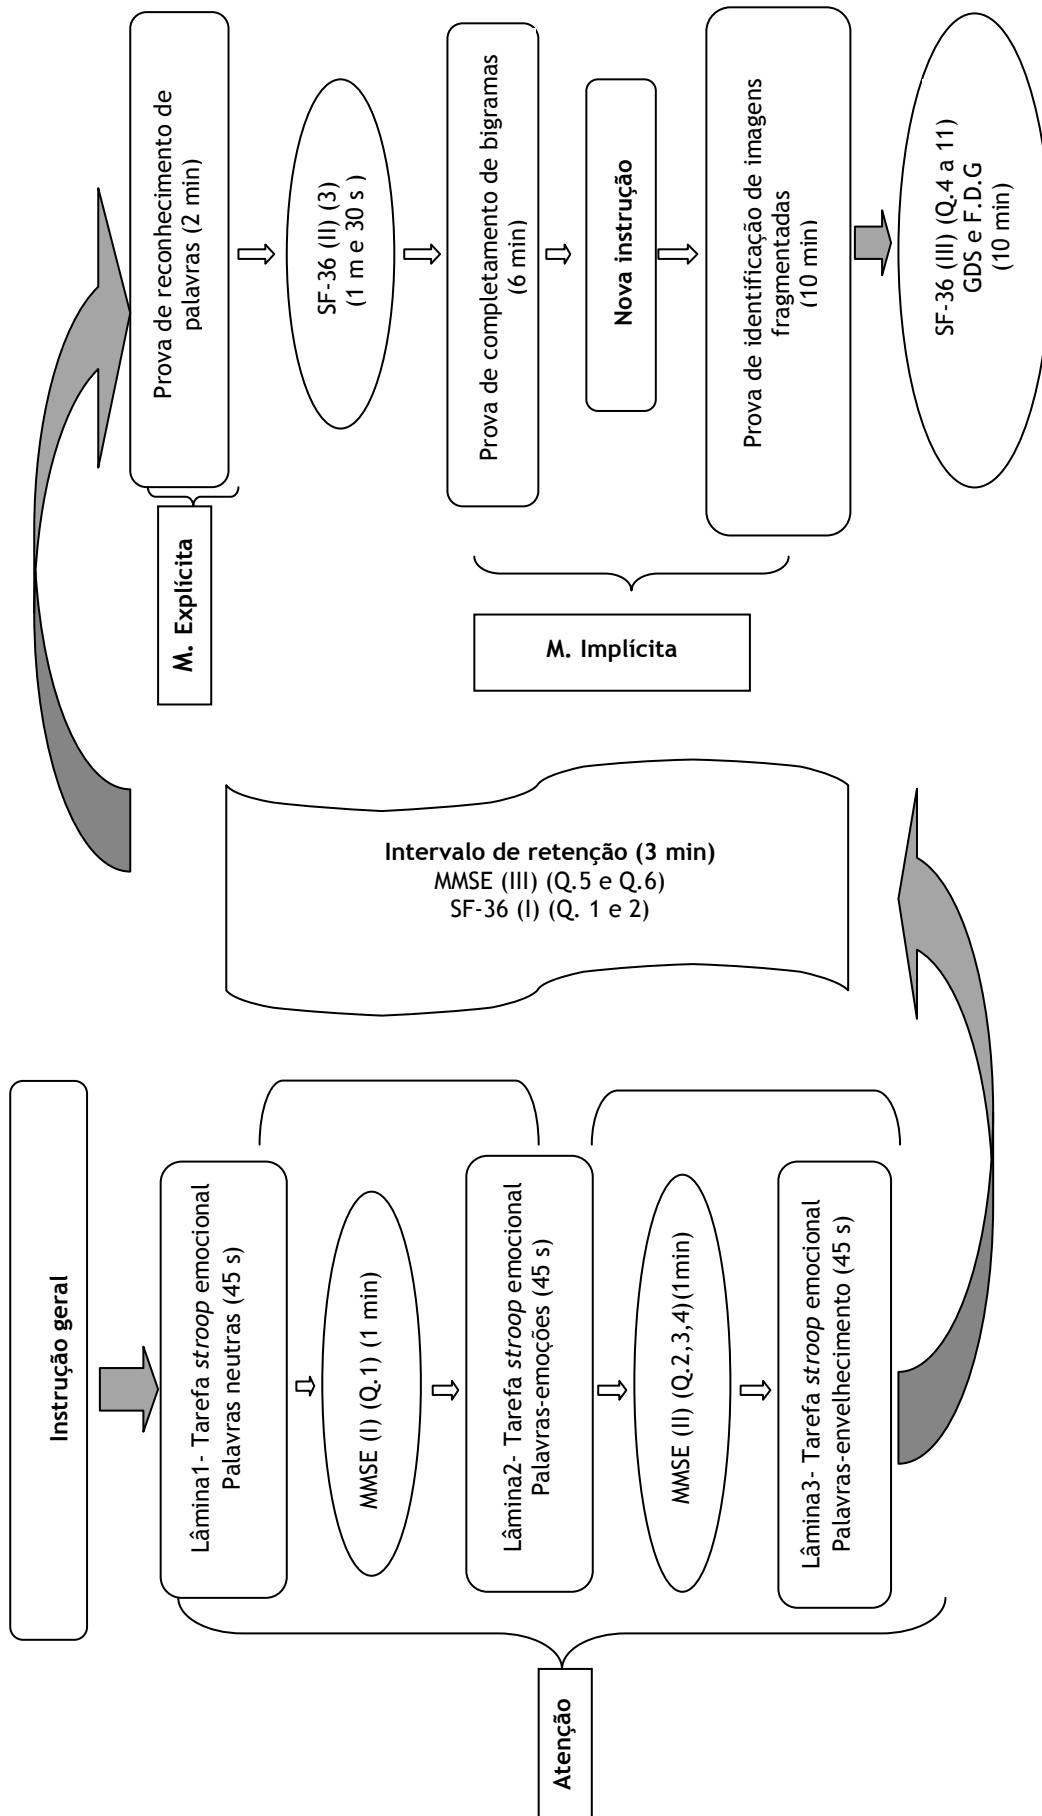 Instrução geral
Atenção
Lâmina1- Tarefa stroop emocional
Palavras neutras (45 s)
MMSE (I) (Q.1) (1 min)
Lâmina2- Tarefa stroop emocional
Palavras-emoções (45 s)
MMSE (II) (Q.2,3,4)(1min)
Lâmina3- Tarefa stroop emocional
Palavras-envelhecimento (45 s)
Intervalo de retenção (3 min)
MMSE (III) (Q.5 e Q.6)
SF-36 (I) (Q. 1 e 2)
M. Explícita
Prova de reconhecimento de
palavras (2 min)
SF-36 (II) (3)
(1 m e 30 s )
M. Implícita
Prova de completamento de bigramas
(6 min)
Nova instrução
Prova de identificação de imagens
fragmentadas
(10 min)
SF-36 (III) (Q.4 a 11)
GDS e F.D.G
(10 min)